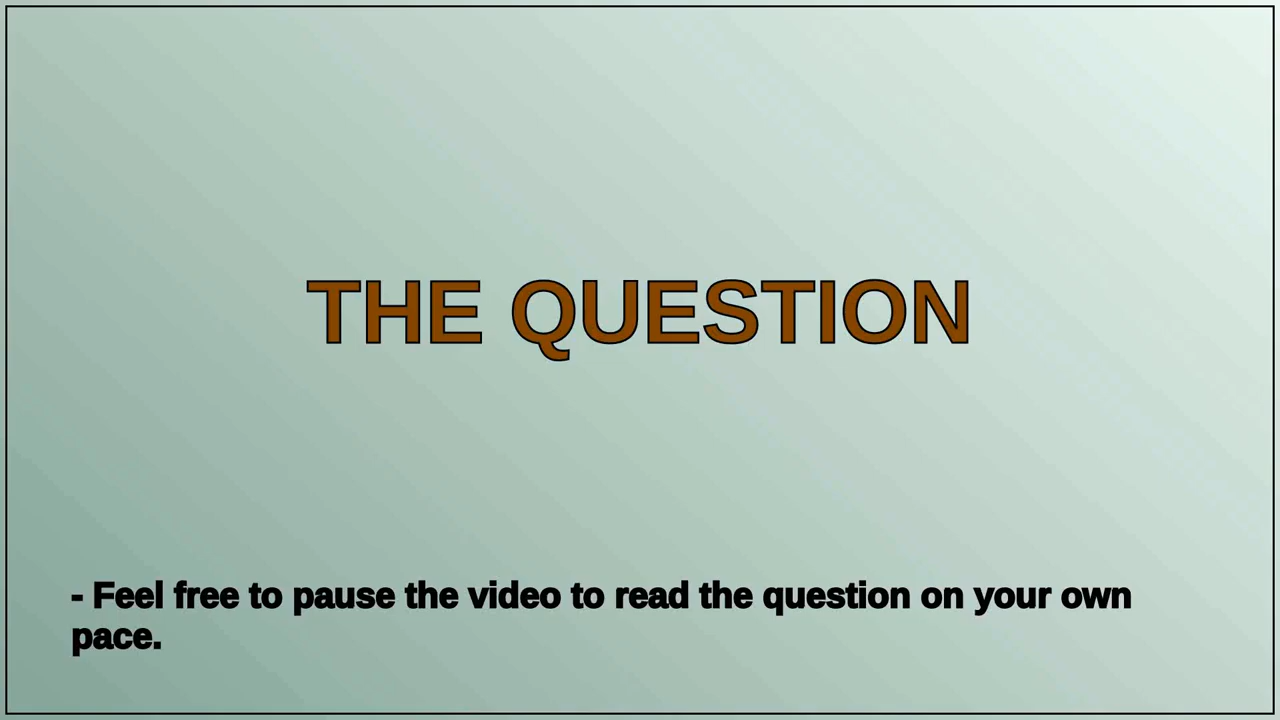 THE QUESTION
- Feel free to pause the video to read the question on your own
pace.